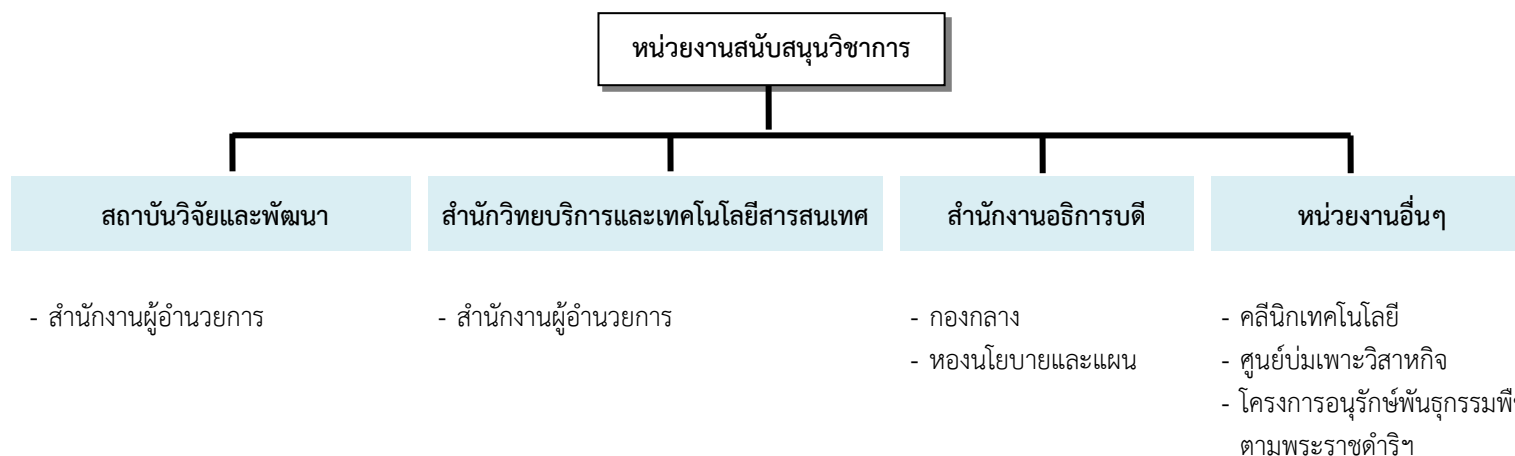 หน่วยงานสนับสนุนวิชาการ
สถาบันวิจัยและพัฒนา
สำนักวิทยบริการและเทคโนโลยีสารสนเทศ
สำนักงานอธิการบดี
หน่วยงานอื่นๆ
- สำนักงานผู้อำนวยการ
- สำนักงานผู้อำนวยการ
- กองกลาง
- หองนโยบายและแผน
- คลีนิกเทคโนโลยี
- ศูนย์บ่มเพาะวิสาหกิจ
- โครงการอนุรักษ์พันธุกรรมพืช
ตามพระราชดำริฯ